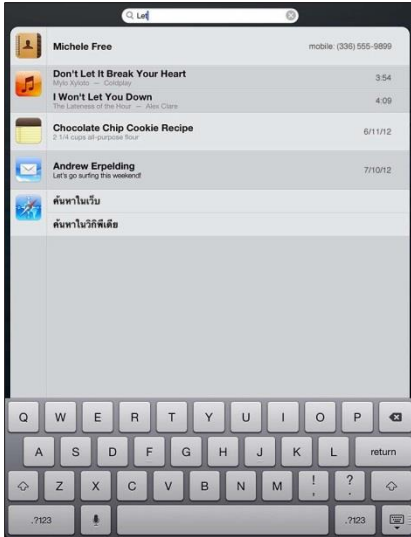 Let
Michele Free mobile: (336) 555-9899
Don't Let It Break Your Heart 3:54
Mylo Xyloto — Coldplay
I Won't Let You Down 4:09
The Lateness of the Hour — Alex Clare
Chocolate Chip Cookie Recipe 6/11/12
2 1/4 cups all-purpose flour
Andrew Erpelding 7/10/12
Let's go surfing this weekend!
ค้นหาในเว็บ
ค้นหาในวิกิพีเดีย
Q W E R T Y U I O P
A S D F G H J K L return
Z X C V B N M ! , ? .
.?123 .?123